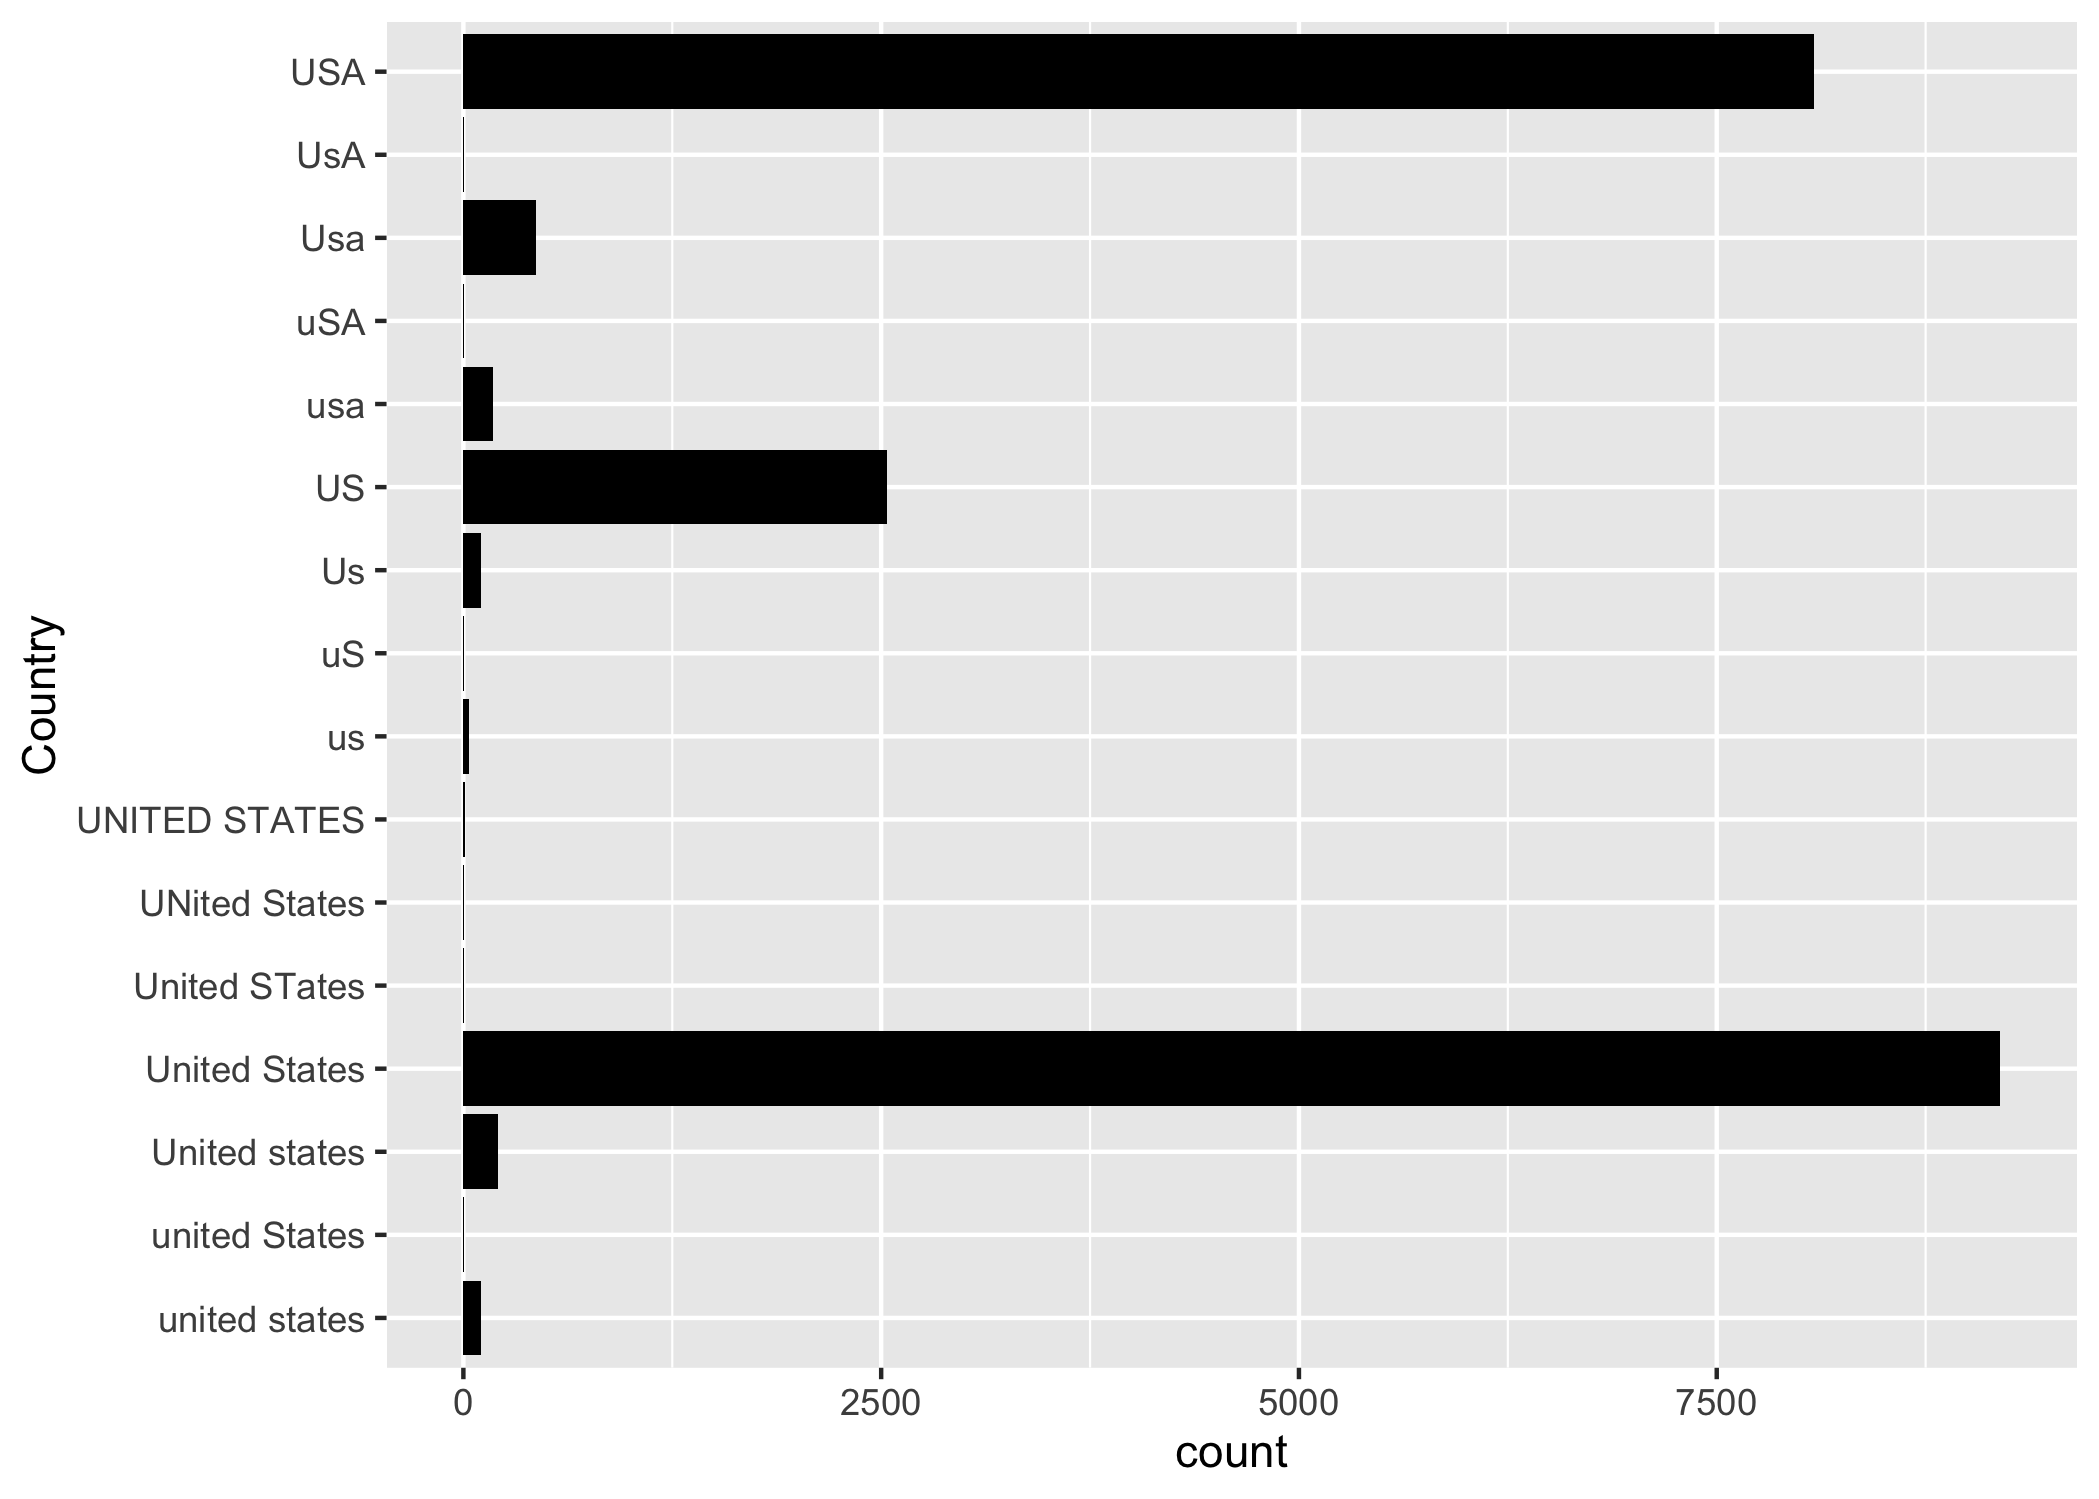 USA
UsA
Usa
uSA
usa
US
Us
uS
us
UNITED STATES
UNited States
United STates
United States
United states
united States
united states
Country
0 2500 5000 7500
count